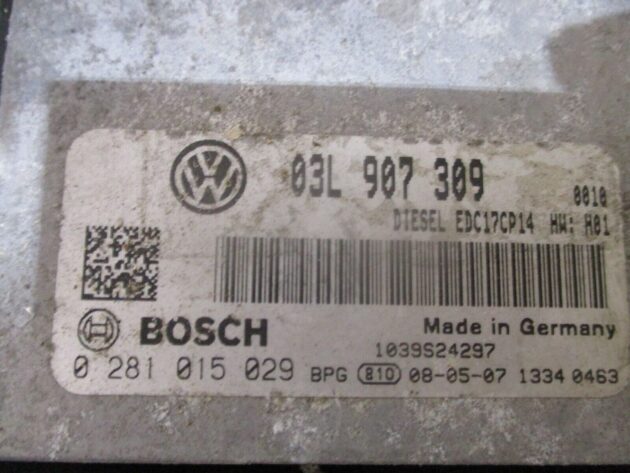 03L 907 309
0010
DIESEL EDC17CP14 HW: H01
BOSCH
Made in Germany
1039S24297
0 281 015 029 BPG 810 08-05-07 1334 0463